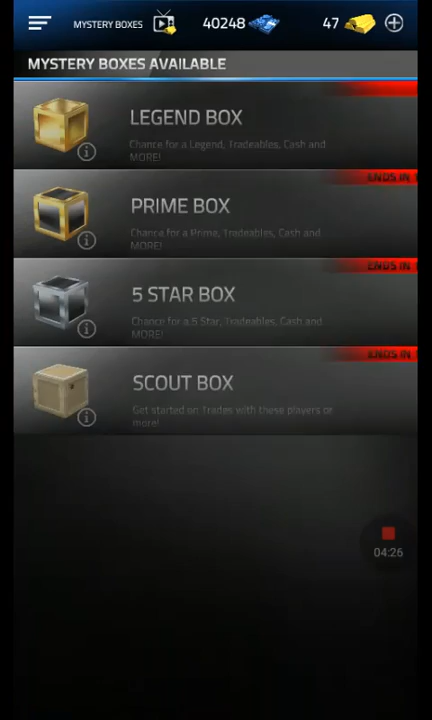 MYSTERY BOXES 40248 47
MYSTERY BOXES AVAILABLE
LEGEND BOX
Chance for a Legend, Tradeables, Cash and
MORE!
ENDS IN
PRIME BOX
Chance for a Prime, Tradeables, Cash and
MORE!
ENDS IN
5 STAR BOX
Chance for a 5 Star, Tradeables, Cash and
MORE!
ENDS IN
SCOUT BOX
Get started on Trades with these players or
more!
04:26